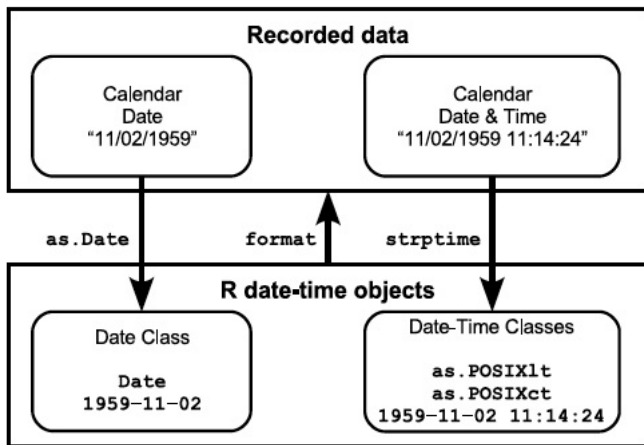 Recorded data
Calendar
Date
“11/02/1959”
Calendar
Date & Time
“11/02/1959 11:14:24”
as.Date
format
strptime
R date-time objects
Date Class
Date
1959−11−02
Date-Time Classes
as.POSIXlt
as.POSIXct
1959−11−02 11:14:24